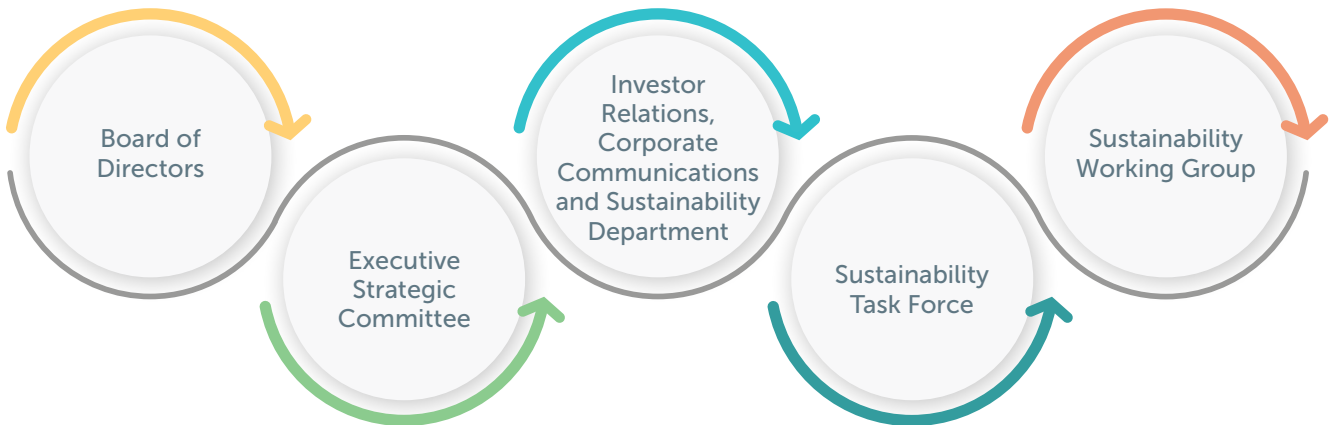 Board of
Directors
Executive
Strategic
Committee
Investor
Relations,
Corporate
Communications
and Sustainability
Department
Sustainability
Task Force
Sustainability
Working Group